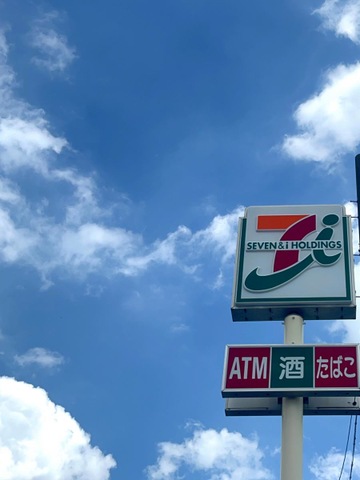 SEVEN&i HOLDINGS
ATM 酒 たばこ